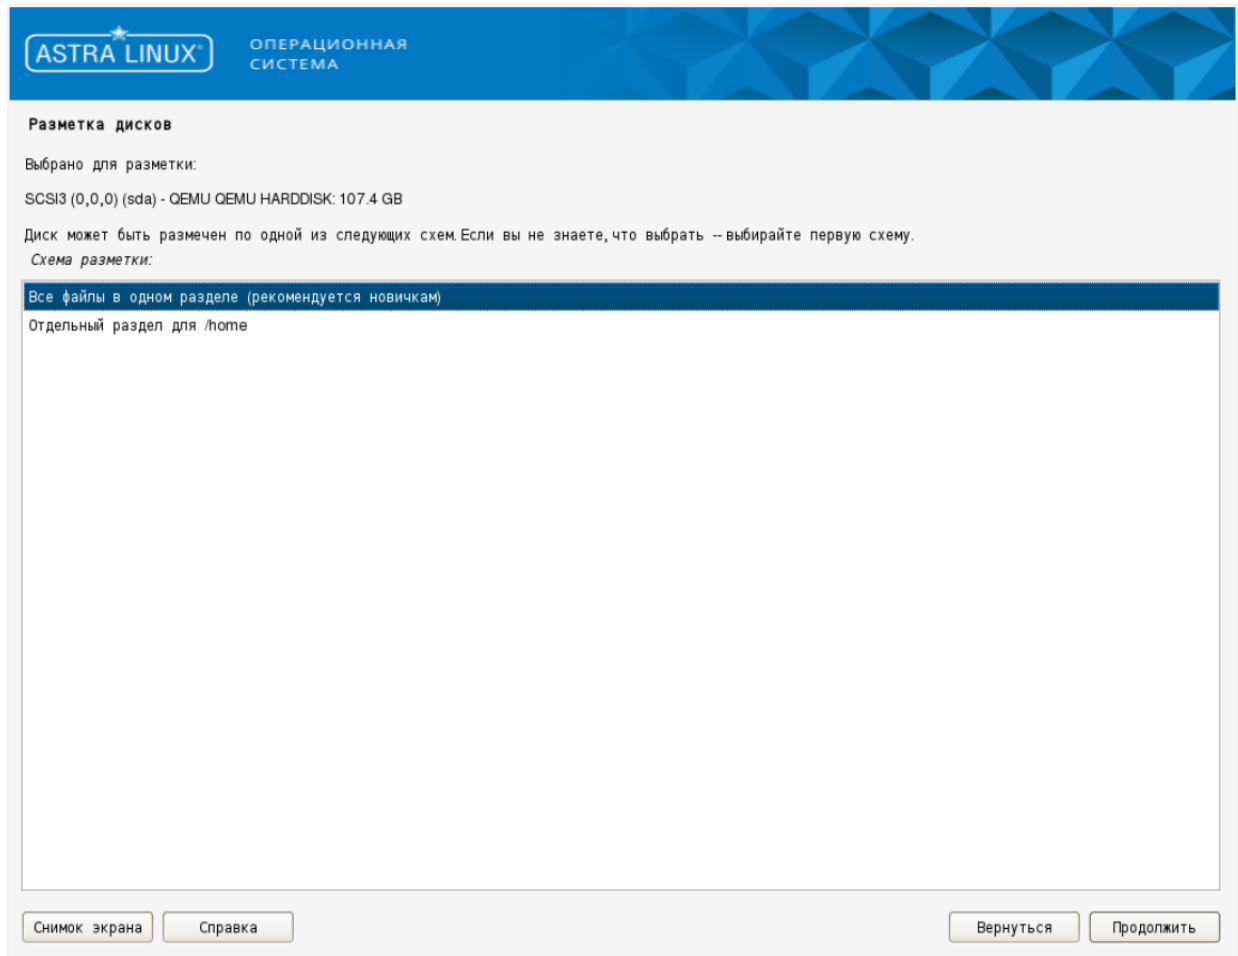 ASTRA LINUX®
ОПЕРАЦИОННАЯ
СИСТЕМА
Разметка дисков
Выбрано для разметки:
SCSI3 (0,0,0) (sda) - QEMU QEMU HARDDISK: 107.4 GB
Диск может быть размечен по одной из следующих схем. Если вы не знаете, что выбрать -- выбирайте первую схему.
Схема разметки:
Все файлы в одном разделе (рекомендуется новичкам)
Отдельный раздел для /home
Снимок экрана
Справка
Вернуться
Продолжить